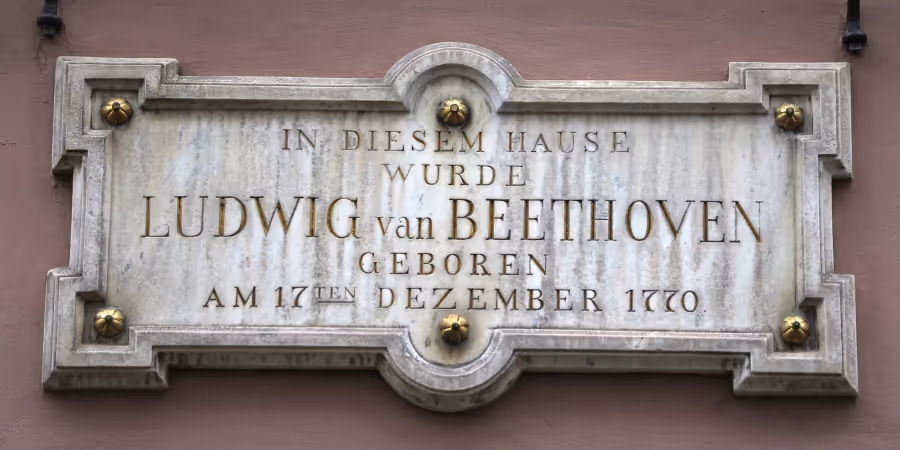 IN DIESEM HAUSE
WURDE
LUDWIG van BEETHOVEN
GEBOREN
AM 17TEN DEZEMBER 1770.